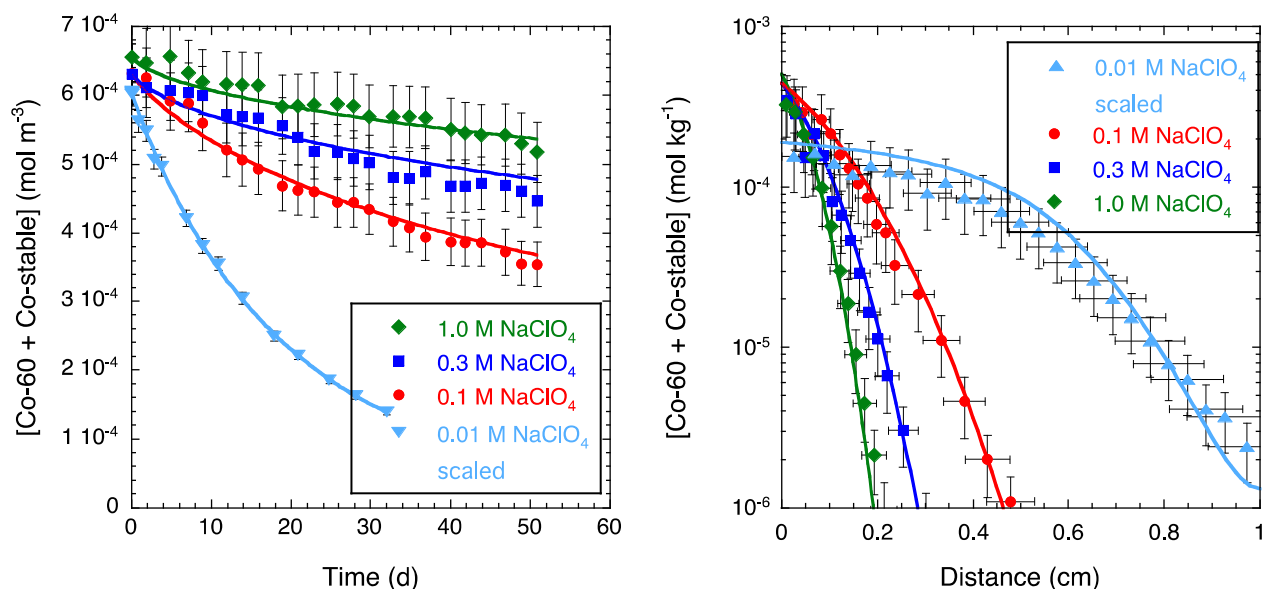 [Co-60 + Co-stable] (mol m⁻³)
7 10⁻⁴
6 10⁻⁴
5 10⁻⁴
4 10⁻⁴
3 10⁻⁴
2 10⁻⁴
1 10⁻⁴
0
0 10 20 30 40 50 60
Time (d)
1.0 M NaClO₄
0.3 M NaClO₄
0.1 M NaClO₄
0.01 M NaClO₄
scaled
[Co-60 + Co-stable] (mol kg⁻¹)
10⁻³
10⁻⁴
10⁻⁵
10⁻⁶
0 0.2 0.4 0.6 0.8 1
Distance (cm)
0.01 M NaClO₄
scaled
0.1 M NaClO₄
0.3 M NaClO₄
1.0 M NaClO₄